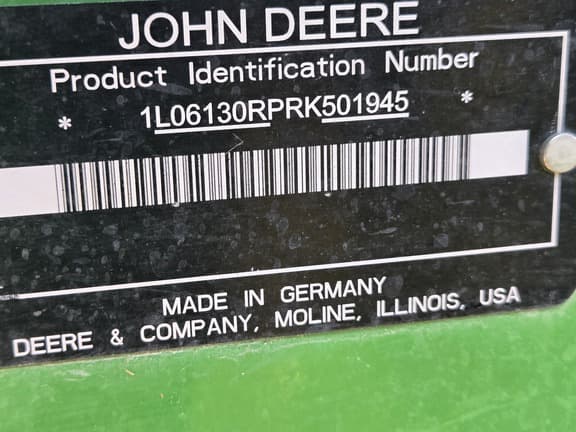 JOHN DEERE
Product Identification Number
* 1L06130RPRK501945 *
MADE IN GERMANY
DEERE & COMPANY, MOLINE, ILLINOIS, USA